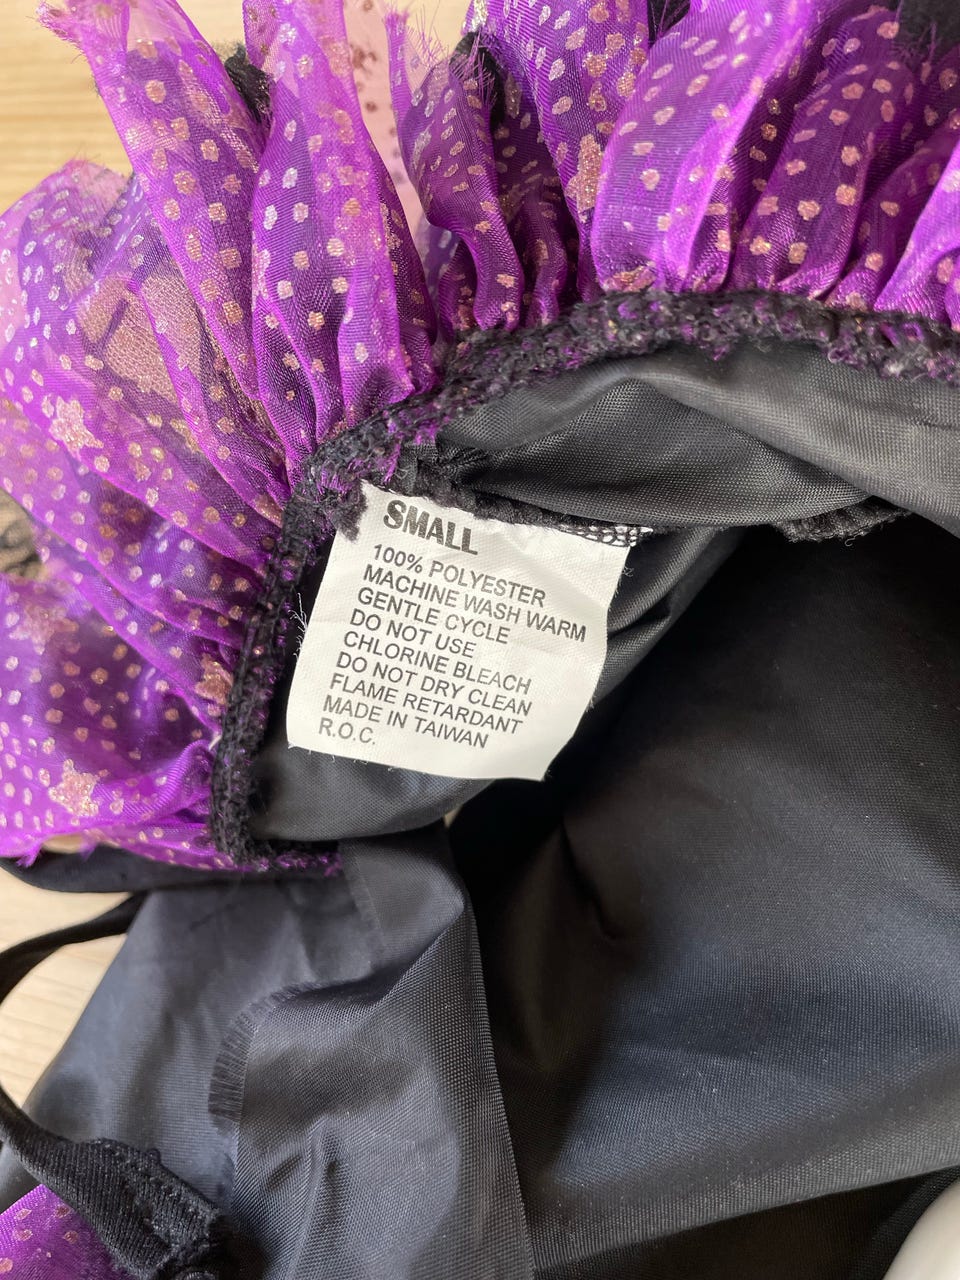 SMALL
100% POLYESTER
MACHINE WASH WARM
GENTLE CYCLE
DO NOT USE
CHLORINE BLEACH
DO NOT DRY CLEAN
FLAME RETARDANT
MADE IN TAIWAN
R.O.C.